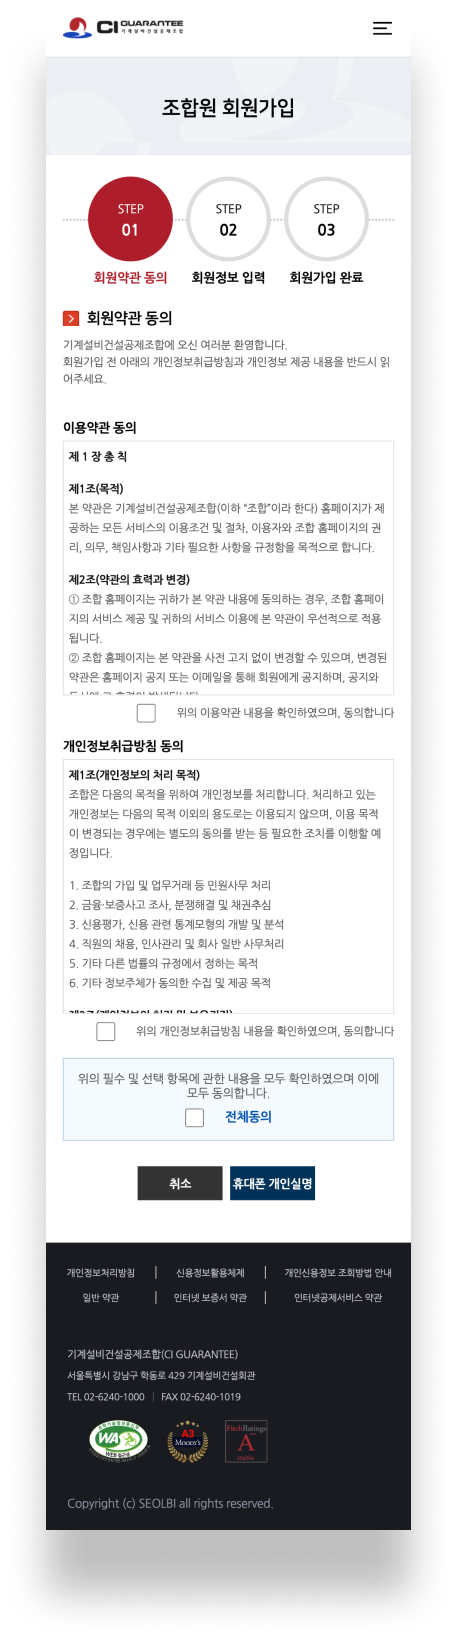 CI GUARANTEE
기계설비건설공제조합
조합원 회원가입
STEP
01
STEP
02
STEP
03
회원약관 동의
회원정보 입력
회원가입 완료
회원약관 동의
기계설비건설공제조합에 오신 여러분 환영합니다.
회원가입 전 아래의 개인정보취급방침과 개인정보 제공 내용을 반드시 읽
어주세요.
이용약관 동의
제 1 장 총 칙
제1조(목적)
본 약관은 기계설비건설공제조합(이하 "조합"이라 한다) 홈페이지가 제
공하는 모든 서비스의 이용조건 및 절차, 이용자와 조합 홈페이지의 권
리, 의무, 책임사항과 기타 필요한 사항을 규정함을 목적으로 합니다.
제2조(약관의 효력과 변경)
① 조합 홈페이지는 귀하가 본 약관 내용에 동의하는 경우, 조합 홈페이
지의 서비스 제공 및 귀하의 서비스 이용에 본 약관이 우선적으로 적용
됩니다.
② 조합 홈페이지는 본 약관을 사전 고지 없이 변경할 수 있으며, 변경된
약관은 홈페이지 공지 또는 이메일을 통해 회원에게 공지하며, 공지와
위의 이용약관 내용을 확인하였으며, 동의합니다
개인정보취급방침 동의
제1조(개인정보의 처리 목적)
조합은 다음의 목적을 위하여 개인정보를 처리합니다. 처리하고 있는
개인정보는 다음의 목적 이외의 용도로는 이용되지 않으며, 이용 목적
이 변경되는 경우에는 별도의 동의를 받는 등 필요한 조치를 이행할 예
정입니다.
1. 조합의 가입 및 업무거래 등 민원사무 처리
2. 금융·보증사고 조사, 분쟁해결 및 채권추심
3. 신용평가, 신용 관련 통계모형의 개발 및 분석
4. 직원의 채용, 인사관리 및 회사 일반 사무처리
5. 기타 다른 법률의 규정에서 정하는 목적
6. 기타 정보주체가 동의한 수집 및 제공 목적
위의 개인정보취급방침 내용을 확인하였으며, 동의합니다
위의 필수 및 선택 항목에 관한 내용을 모두 확인하였으며 이에
모두 동의합니다.
전체동의
취소
휴대폰 개인실명
개인정보처리방침 | 신용정보활용체제 | 개인신용정보 조회방법 안내
일반 약관 | 인터넷 보증서 약관 | 인터넷공제서비스 약관
기계설비건설공제조합(CI GUARANTEE)
서울특별시 강남구 학동로 429 기계설비건설회관
TEL 02-6240-1000 | FAX 02-6240-1019
WA
WEB 접근성
A3
MOODY'S
FitchRatings
A
stable
Copyright (c) SEOLBI all rights reserved.